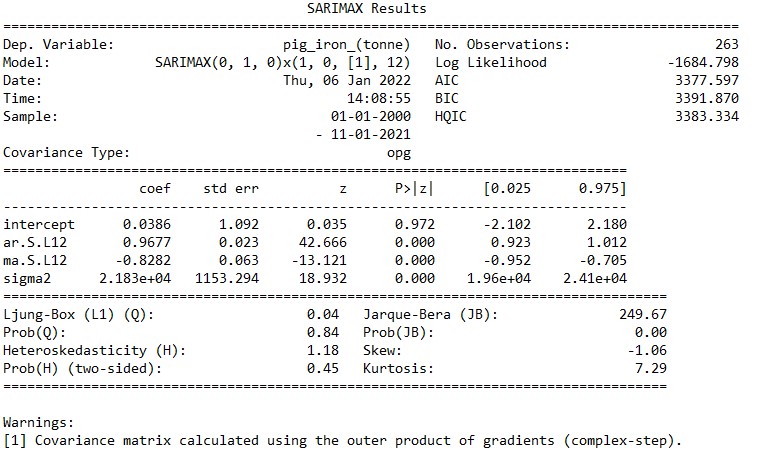 SARIMAX Results
==============================================================================================
Dep. Variable: pig_iron_(tonne) No. Observations: 263
Model: SARIMAX(0, 1, 0)x(1, 0, [1], 12) Log Likelihood -1684.798
Date: Thu, 06 Jan 2022 AIC 3377.597
Time: 14:08:55 BIC 3391.870
Sample: 01-01-2000 HQIC 3383.334
- 11-01-2021
Covariance Type: opg
==============================================================================
coef std err z P>|z| [0.025 0.975]
------------------------------------------------------------------------------
intercept 0.0386 1.092 0.035 0.972 -2.102 2.180
ar.S.L12 0.9677 0.023 42.666 0.000 0.923 1.012
ma.S.L12 -0.8282 0.063 -13.121 0.000 -0.952 -0.705
sigma2 2.183e+04 1153.294 18.932 0.000 1.96e+04 2.41e+04
===================================================================================
Ljung-Box (L1) (Q): 0.04 Jarque-Bera (JB): 249.67
Prob(Q): 0.84 Prob(JB): 0.00
Heteroskedasticity (H): 1.18 Skew: -1.06
Prob(H) (two-sided): 0.45 Kurtosis: 7.29
===================================================================================
Warnings:
[1] Covariance matrix calculated using the outer product of gradients (complex-step).